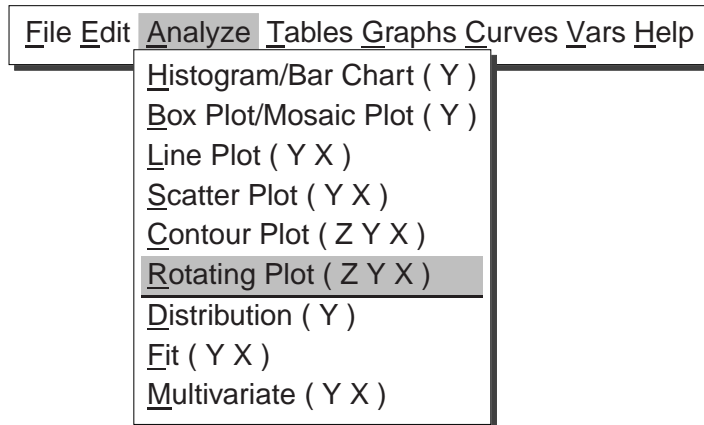 File Edit Analyze Tables Graphs Curves Vars Help
Histogram/Bar Chart ( Y )
Box Plot/Mosaic Plot ( Y )
Line Plot ( Y X )
Scatter Plot ( Y X )
Contour Plot ( Z Y X )
Rotating Plot ( Z Y X )
Distribution ( Y )
Fit ( Y X )
Multivariate ( Y X )